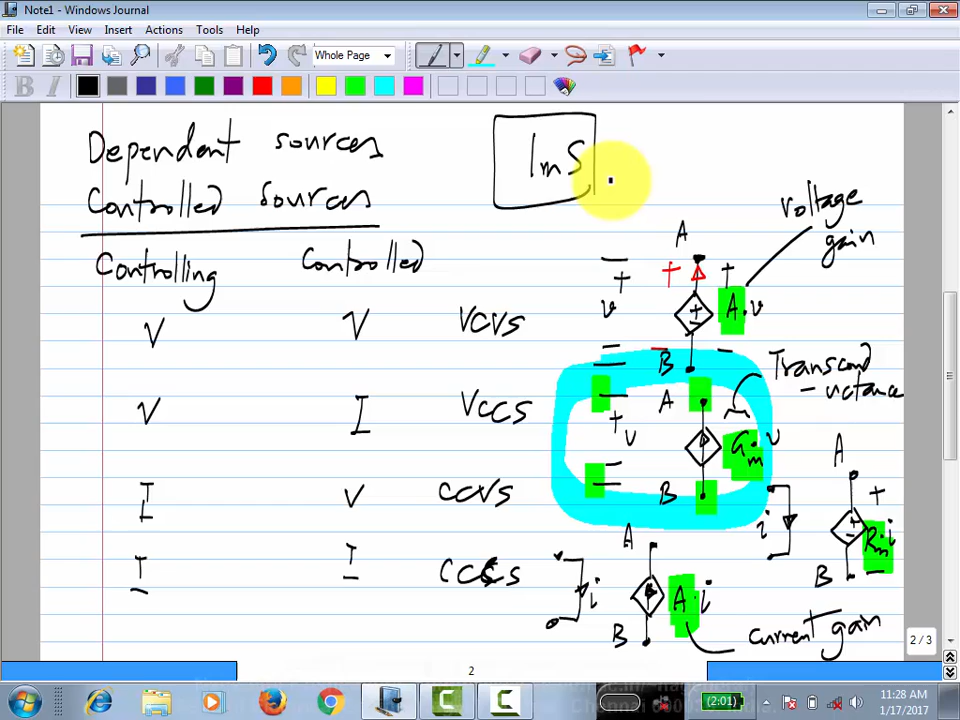 Note1 - Windows Journal
File Edit View Insert Actions Tools Help
Whole Page
B I
Dependent sources
Controlled sources
1mS
Controlling Controlled
V V VCVS
V I VCCS
I V CCVS
I I CCCS
voltage
gain
A
+ + +
v
+
−
A.v
− B −
Transcond
-uctance
A
+
v
Gm.v
− B
i
A
+
+
−
Rm.i
B −
A
i
A.i
B
current gain
2 / 3
2
(2:01)
11:28 AM
1/17/2017